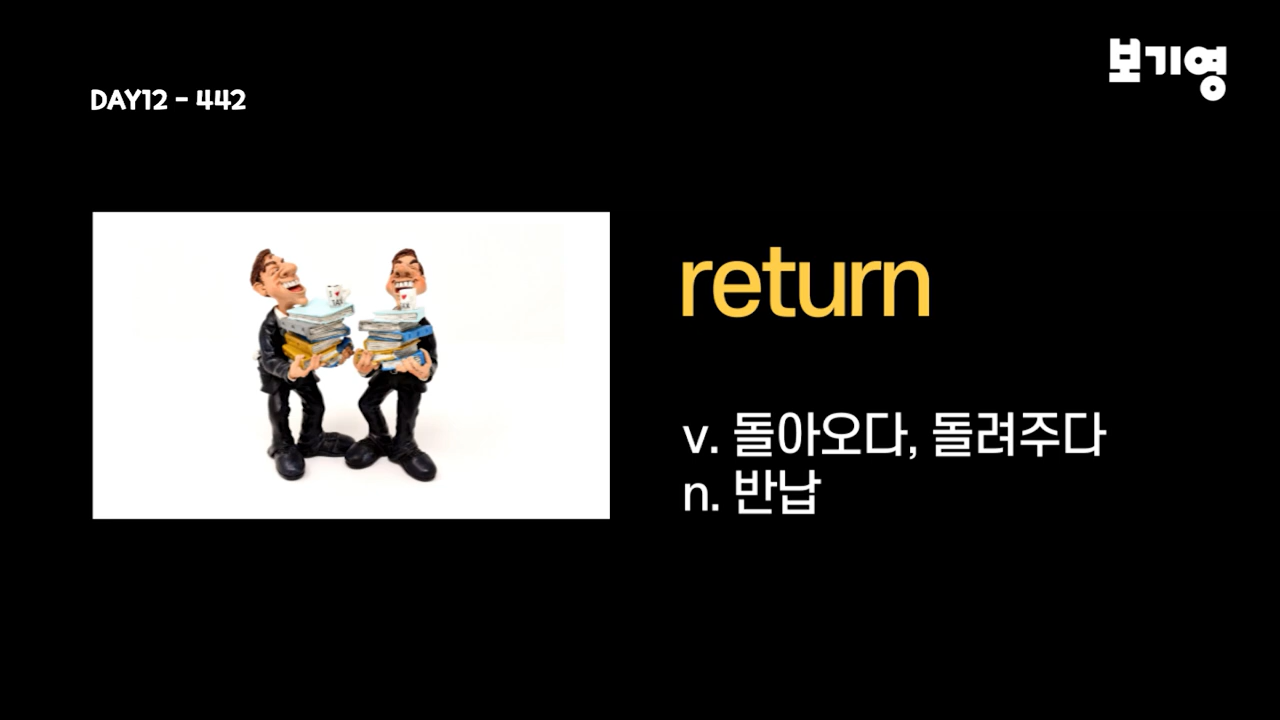 보기영
DAY12 - 442
return
v. 돌아오다, 돌려주다
n. 반납